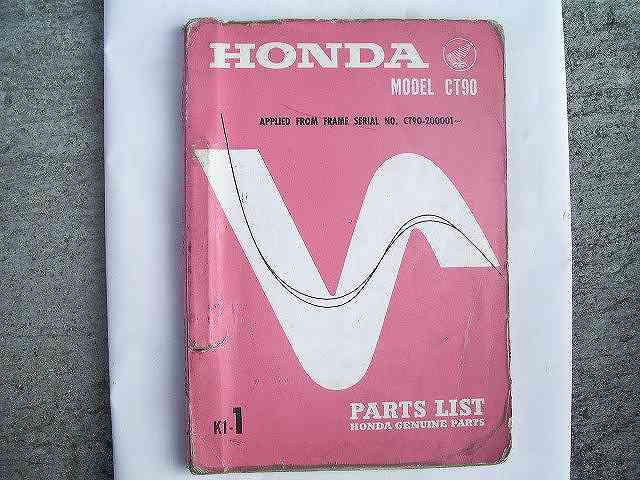 HONDA
MODEL CT90
APPLIED FROM FRAME SERIAL NO. CT90-200001~
K1-1
PARTS LIST
HONDA GENUINE PARTS